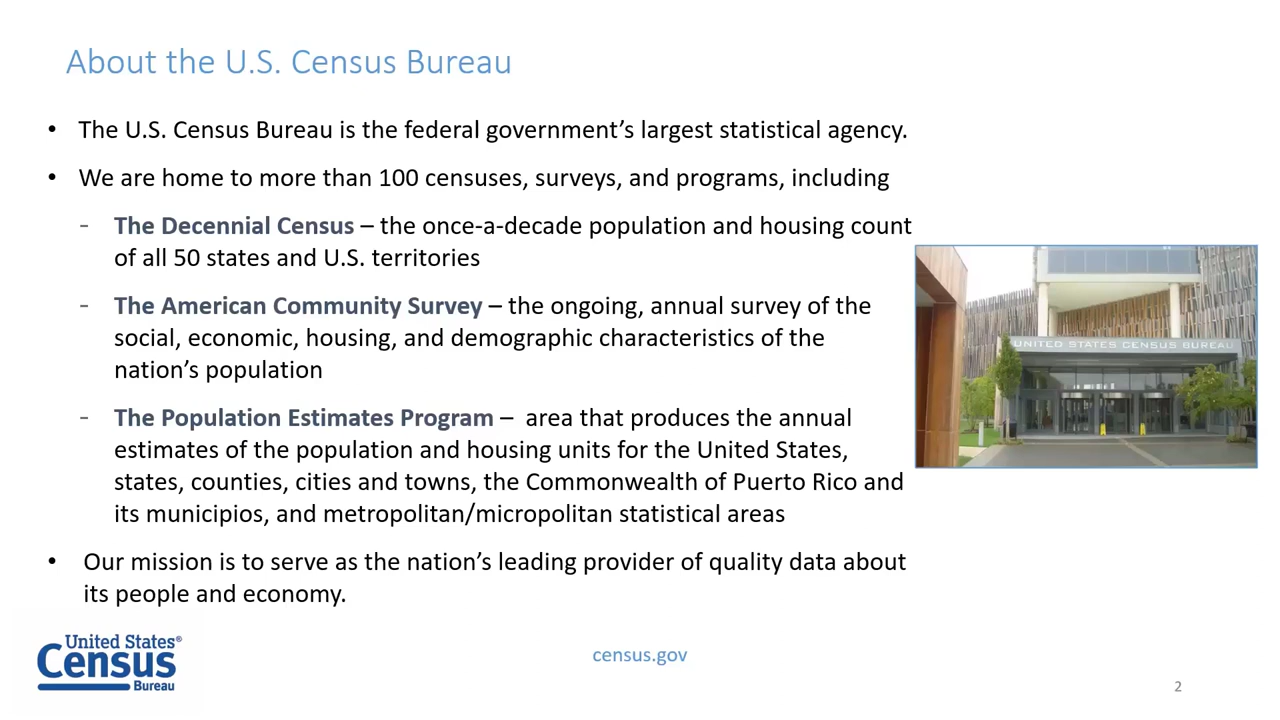 About the U.S. Census Bureau
• The U.S. Census Bureau is the federal government’s largest statistical agency.
• We are home to more than 100 censuses, surveys, and programs, including
- The Decennial Census – the once-a-decade population and housing count
of all 50 states and U.S. territories
- The American Community Survey – the ongoing, annual survey of the
social, economic, housing, and demographic characteristics of the
nation’s population
- The Population Estimates Program – area that produces the annual
estimates of the population and housing units for the United States,
states, counties, cities and towns, the Commonwealth of Puerto Rico and
its municipios, and metropolitan/micropolitan statistical areas
• Our mission is to serve as the nation’s leading provider of quality data about
its people and economy.
UNITED STATES CENSUS BUREAU
United States®
Census
Bureau
census.gov
2